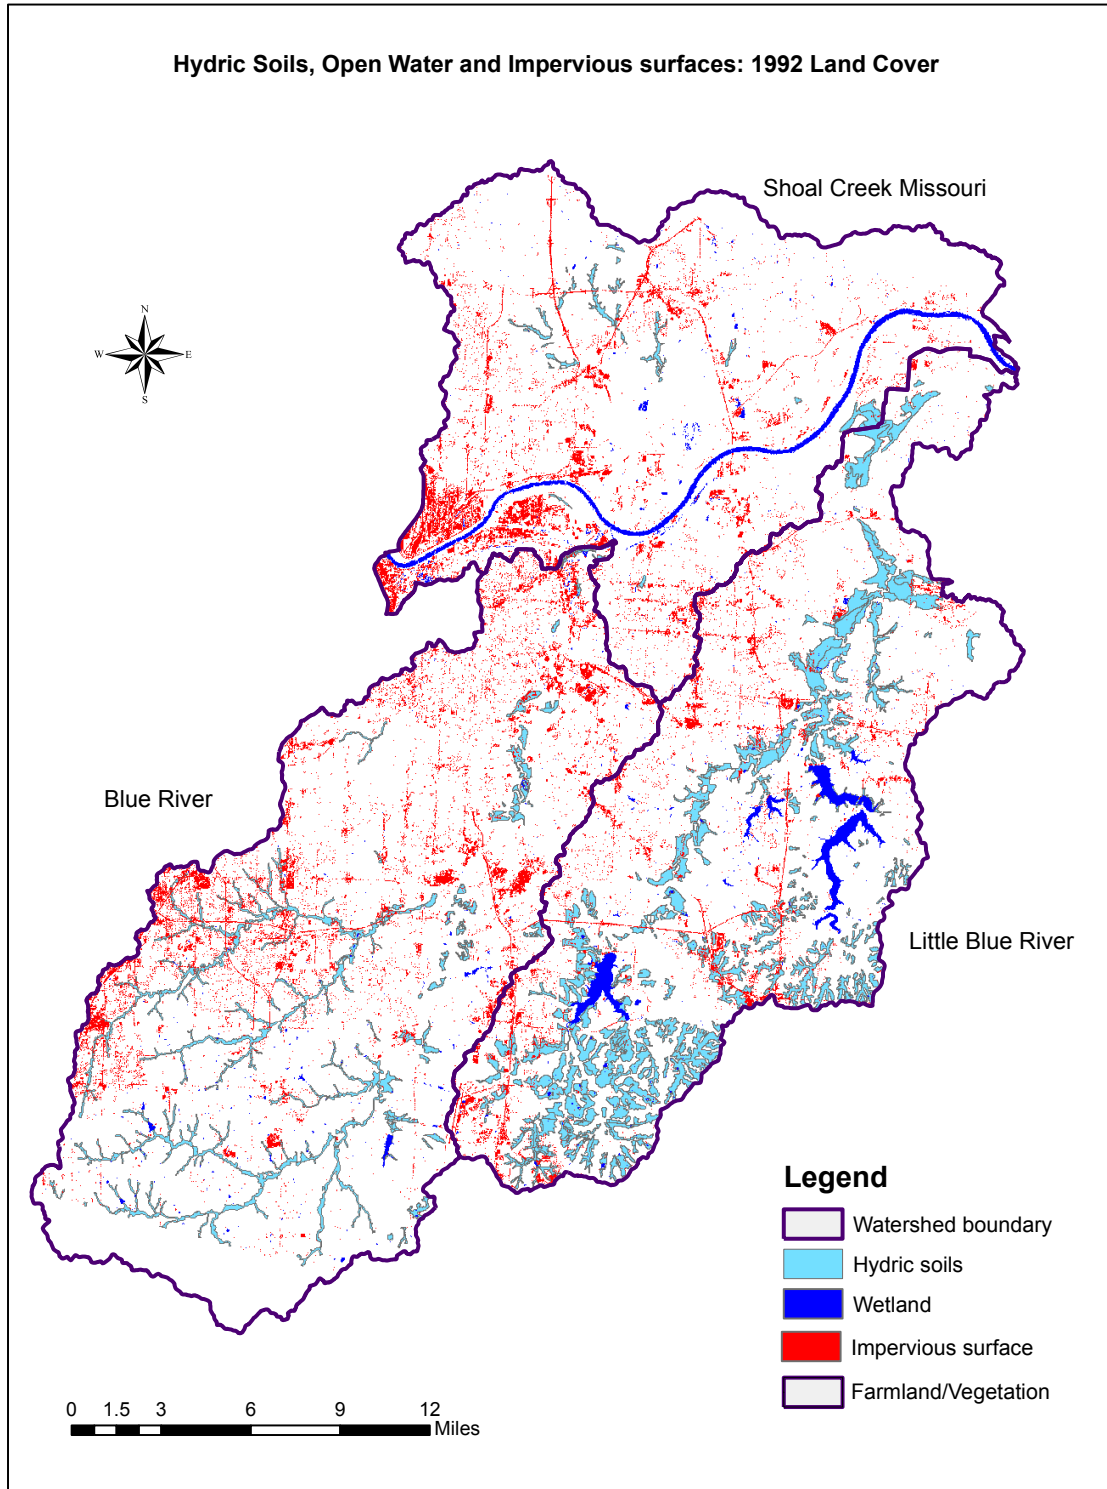 Hydric Soils, Open Water and Impervious surfaces: 1992 Land Cover
Shoal Creek Missouri
N
W E
S
Blue River
Little Blue River
Legend
Watershed boundary
Hydric soils
Wetland
Impervious surface
Farmland/Vegetation
0 1.5 3 6 9 12
Miles